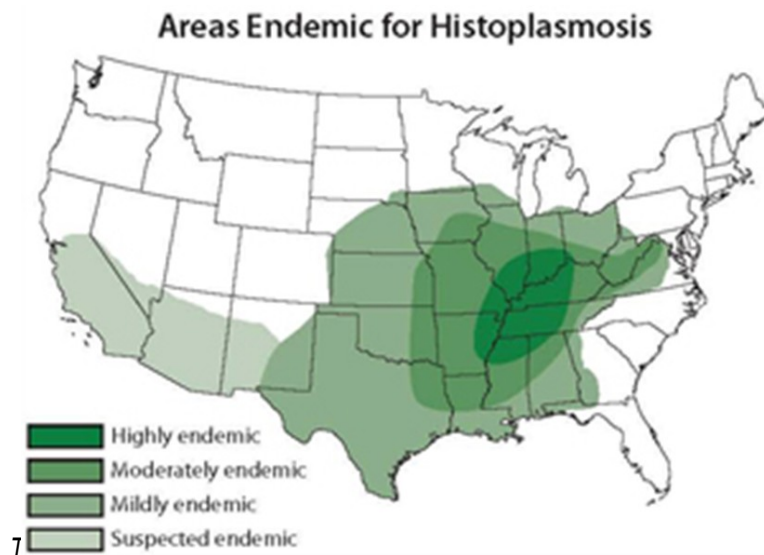 Areas Endemic for Histoplasmosis
Highly endemic
Moderately endemic
Mildly endemic
Suspected endemic
7